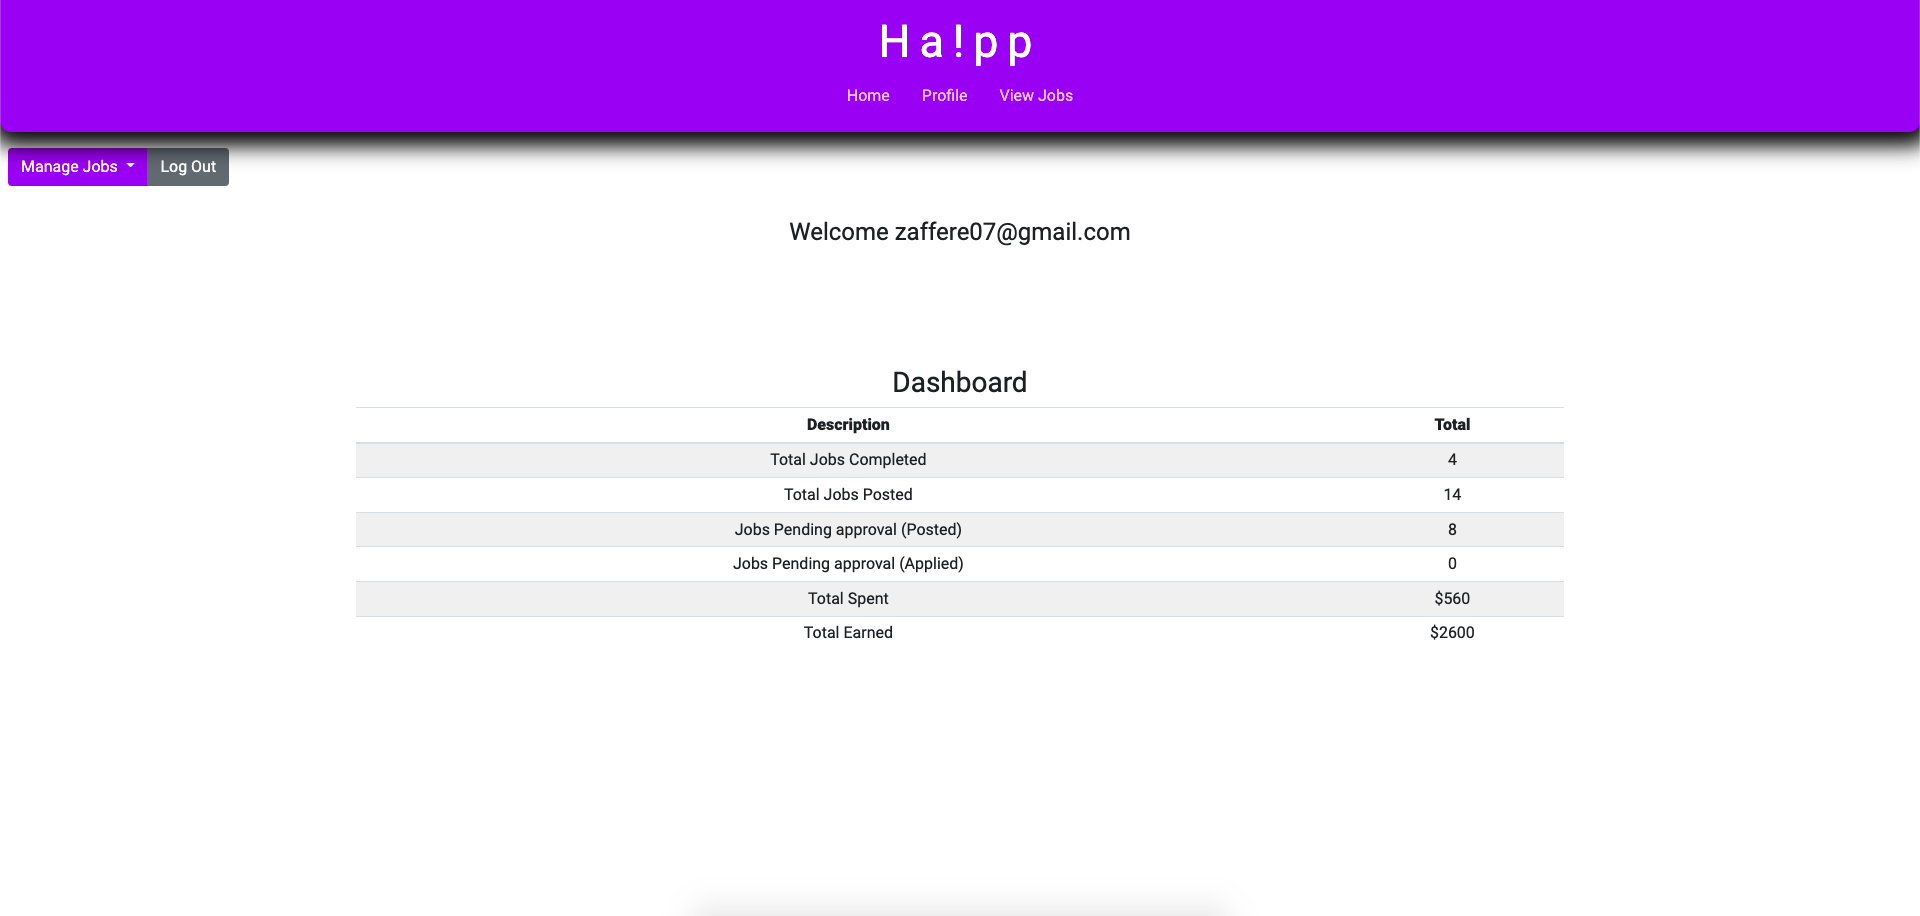 Ha!pp
Home Profile View Jobs
Manage Jobs Log Out
Welcome zaffere07@gmail.com
Dashboard
Description Total
Total Jobs Completed 4
Total Jobs Posted 14
Jobs Pending approval (Posted) 8
Jobs Pending approval (Applied) 0
Total Spent $560
Total Earned $2600